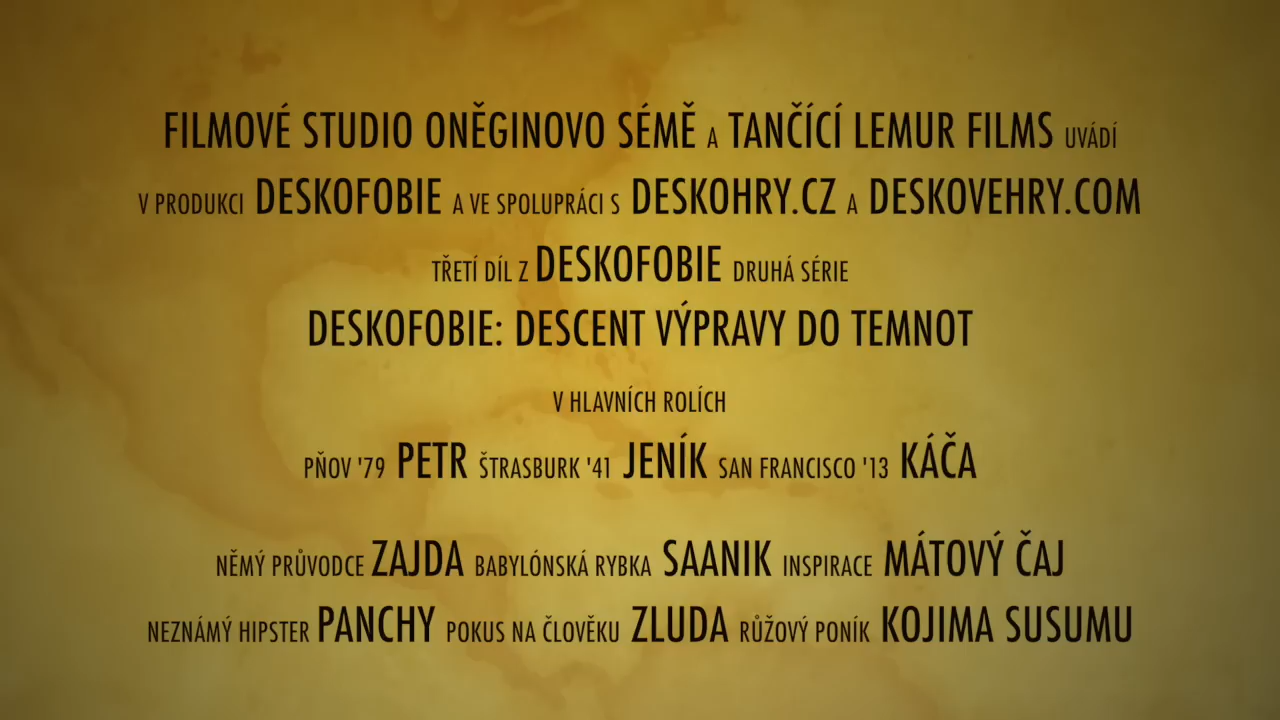 FILMOVÉ STUDIO ONĚGINOVO SÉMĚ A TANČÍCÍ LEMUR FILMS UVÁDÍ
V PRODUKCI DESKOFOBIE A VE SPOLUPRÁCI S DESKOHRY.CZ A DESKOVEHRY.COM
TŘETÍ DÍL Z DESKOFOBIE DRUHÁ SÉRIE
DESKOFOBIE: DESCENT VÝPRAVY DO TEMNOT
V HLAVNÍCH ROLÍCH
PŇOV '79 PETR ŠTRASBURK '41 JENÍK SAN FRANCISCO '13 KÁČA
NĚMÝ PRŮVODCE ZAJDA BABYLÓNSKÁ RYBKA SAANIK INSPIRACE MÁTOVÝ ČAJ
NEZNÁMÝ HIPSTER PANCHY POKUS NA ČLOVĚKU ZLUDA RŮŽOVÝ PONÍK KOJIMA SUSUMU